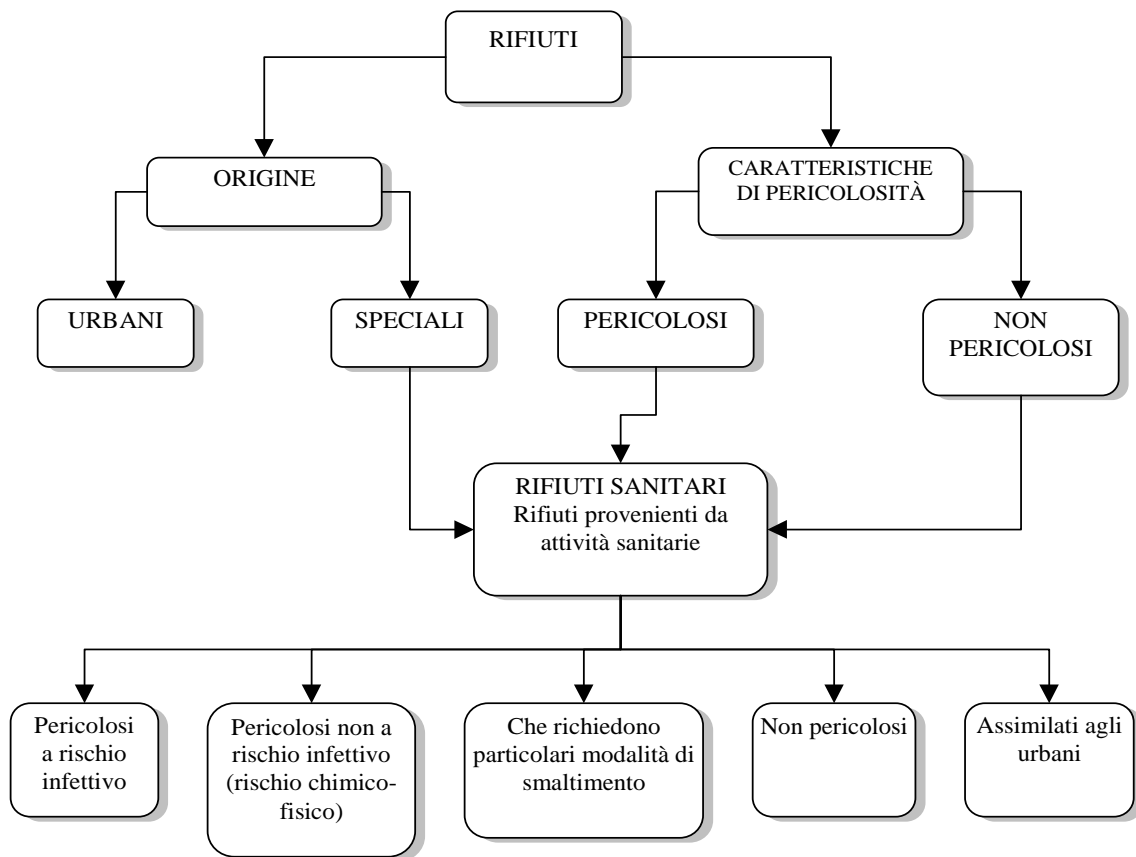 RIFIUTI
ORIGINE
CARATTERISTICHE
DI PERICOLOSITÀ
URBANI
SPECIALI
PERICOLOSI
NON
PERICOLOSI
RIFIUTI SANITARI
Rifiuti provenienti da
attività sanitarie
Pericolosi
a rischio
infettivo
Pericolosi non a
rischio infettivo
(rischio chimico-
fisico)
Che richiedono
particolari modalità di
smaltimento
Non pericolosi
Assimilati agli
urbani